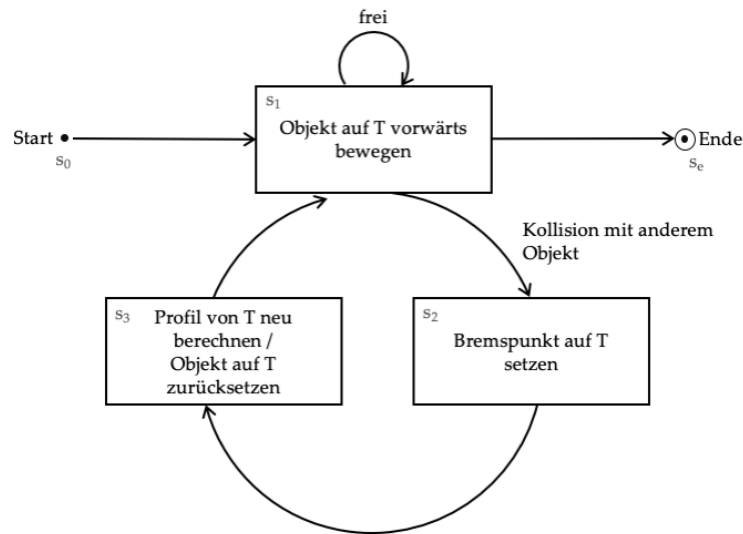 frei
s1
Objekt auf T vorwärts
bewegen
Start
s0
Ende
se
Kollision mit anderem
Objekt
s3
Profil von T neu
berechnen /
Objekt auf T
zurücksetzen
s2
Bremspunkt auf T
setzen